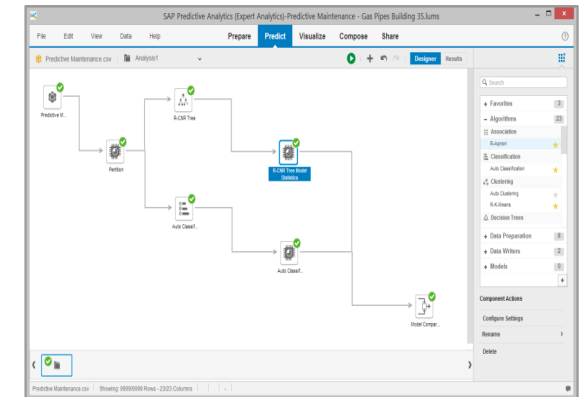 SAP Predictive Analytics (Expert Analytics)-Predictive Maintenance - Gas Pipes Building 35.lums
File Edit View Data Help Prepare Predict Visualize Compose Share
Predictive Maintenance.csv Analysis1 Designer Results
Search
+ Favorites 3
- Algorithms 23
Association
R-Apriori
Classification
Auto Classification
Clustering
Auto Clustering
R-K-Means
Decision Trees
+ Data Preparation
+ Data Writers 2
+ Models
+
Component Actions
Configure Settings
Rename >
Delete
Predictive M...
Partition
R-CNR Tree
R-CNR Tree Model
Statistics
Auto Classif...
Auto Classif...
Model Compar...
Predictive Maintenance.csv Showing: 9999/9999 Rows - 23/23 Columns